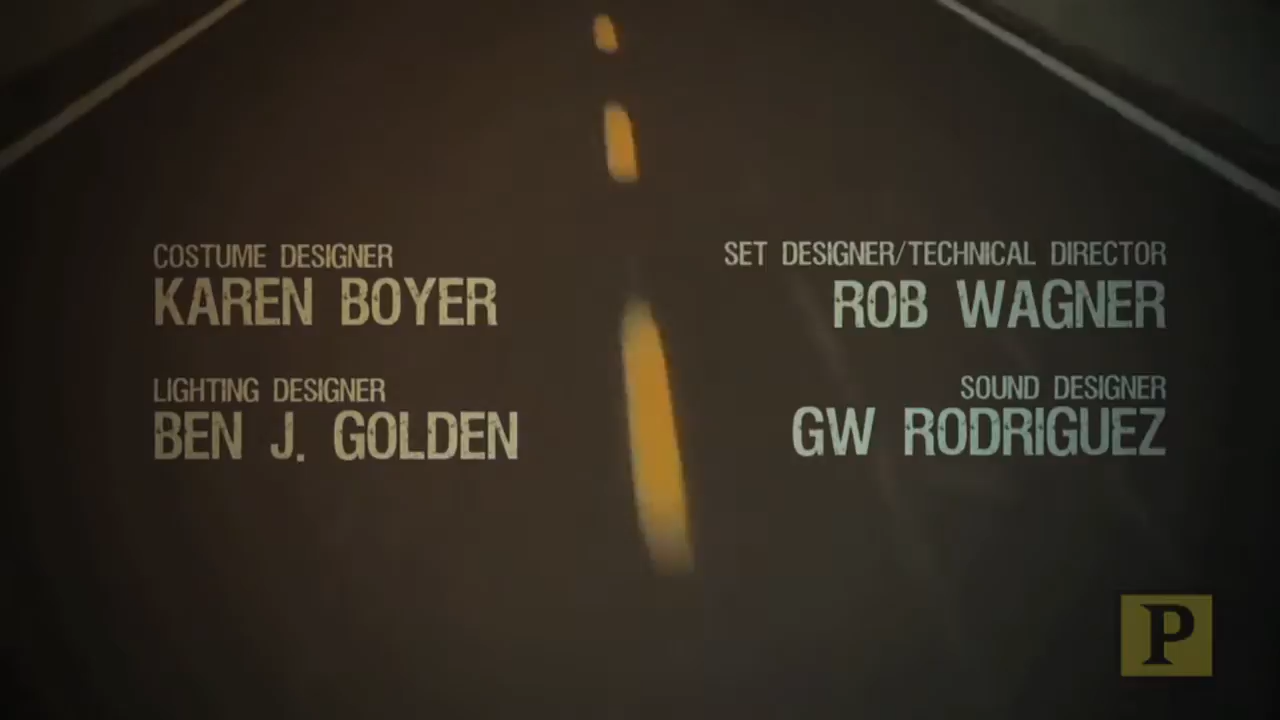 COSTUME DESIGNER
KAREN BOYER
LIGHTING DESIGNER
BEN J. GOLDEN
SET DESIGNER/TECHNICAL DIRECTOR
ROB WAGNER
SOUND DESIGNER
GW RODRIGUEZ
P